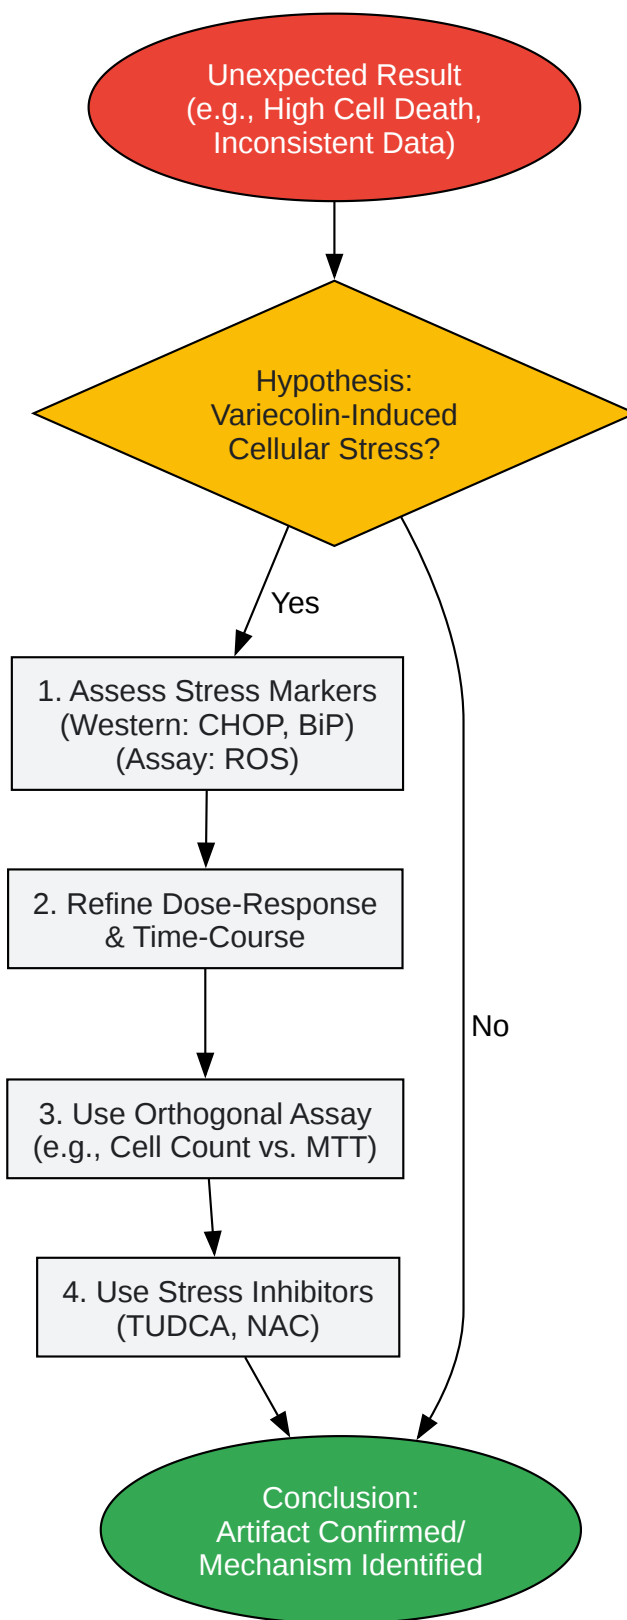 Unexpected Result
(e.g., High Cell Death,
Inconsistent Data)
Hypothesis:
Variecolin-Induced
Cellular Stress?
Yes
1. Assess Stress Markers
(Western: CHOP, BiP)
(Assay: ROS)
2. Refine Dose-Response
& Time-Course
No
3. Use Orthogonal Assay
(e.g., Cell Count vs. MTT)
4. Use Stress Inhibitors
(TUDCA, NAC)
Conclusion:
Artifact Confirmed/
Mechanism Identified